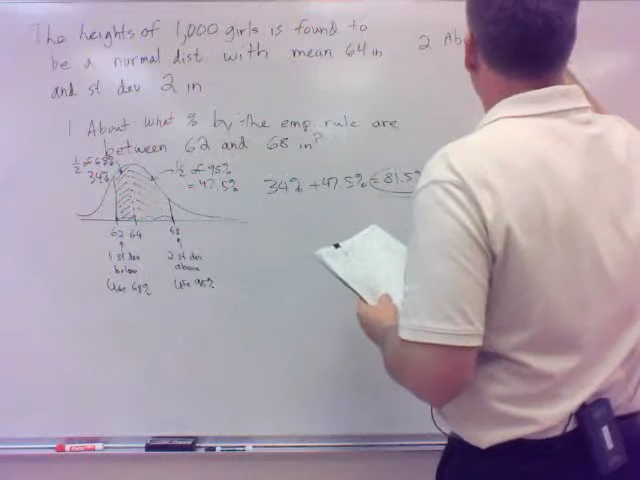 The heights of 1,000 girls is found to
be a normal dist with mean 64 in
and st dev 2 in
2 Ab
1 About what % by the emp. rule are
between 62 and 68 in?
1/2 of 68%
34%
1/2 of 95%
= 47.5%
34% + 47.5% = 81.5%
62 64 68
1 st dev
below
Use 68%
2 st dev
above
Use 95%